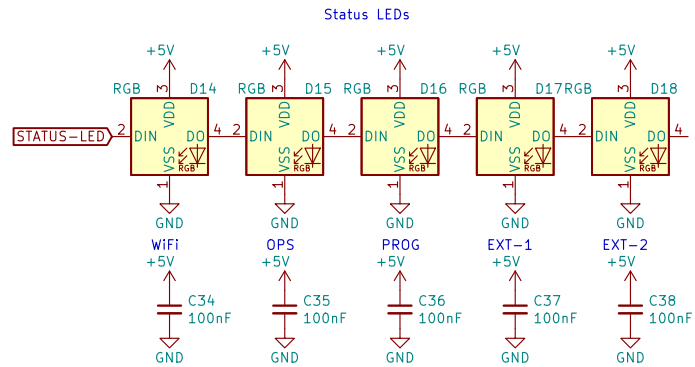 Status LEDs
+5V +5V +5V +5V +5V
RGB D14 RGB D15 RGB D16 RGB D17 RGB D18
3 3 3 3 3
VDD VDD VDD VDD VDD
STATUS-LED 2 DIN DO 4 2 DIN DO 4 2 DIN DO 4 2 DIN DO 4 2 DIN DO 4
VSS RGB VSS RGB VSS RGB VSS RGB VSS RGB
1 1 1 1 1
GND GND GND GND GND
WiFi OPS PROG EXT-1 EXT-2
+5V +5V +5V +5V +5V
C34 C35 C36 C37 C38
100nF 100nF 100nF 100nF 100nF
GND GND GND GND GND